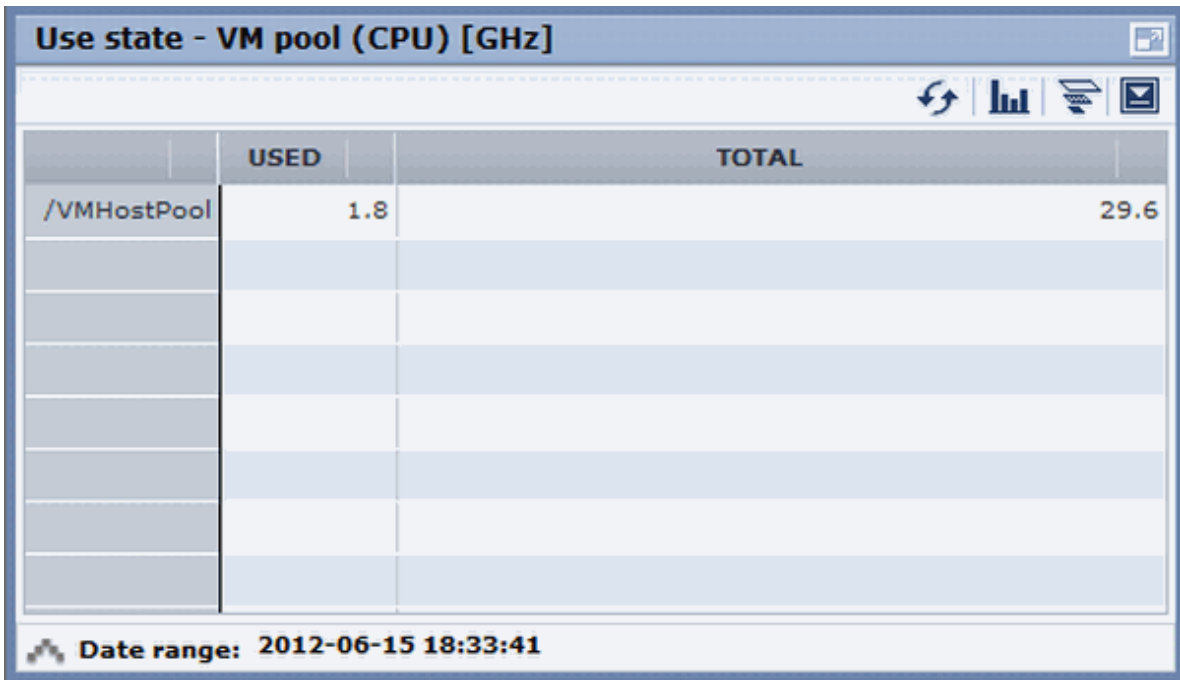 Use state - VM pool (CPU) [GHz]
USED TOTAL
/VMHostPool 1.8 29.6
Date range: 2012-06-15 18:33:41